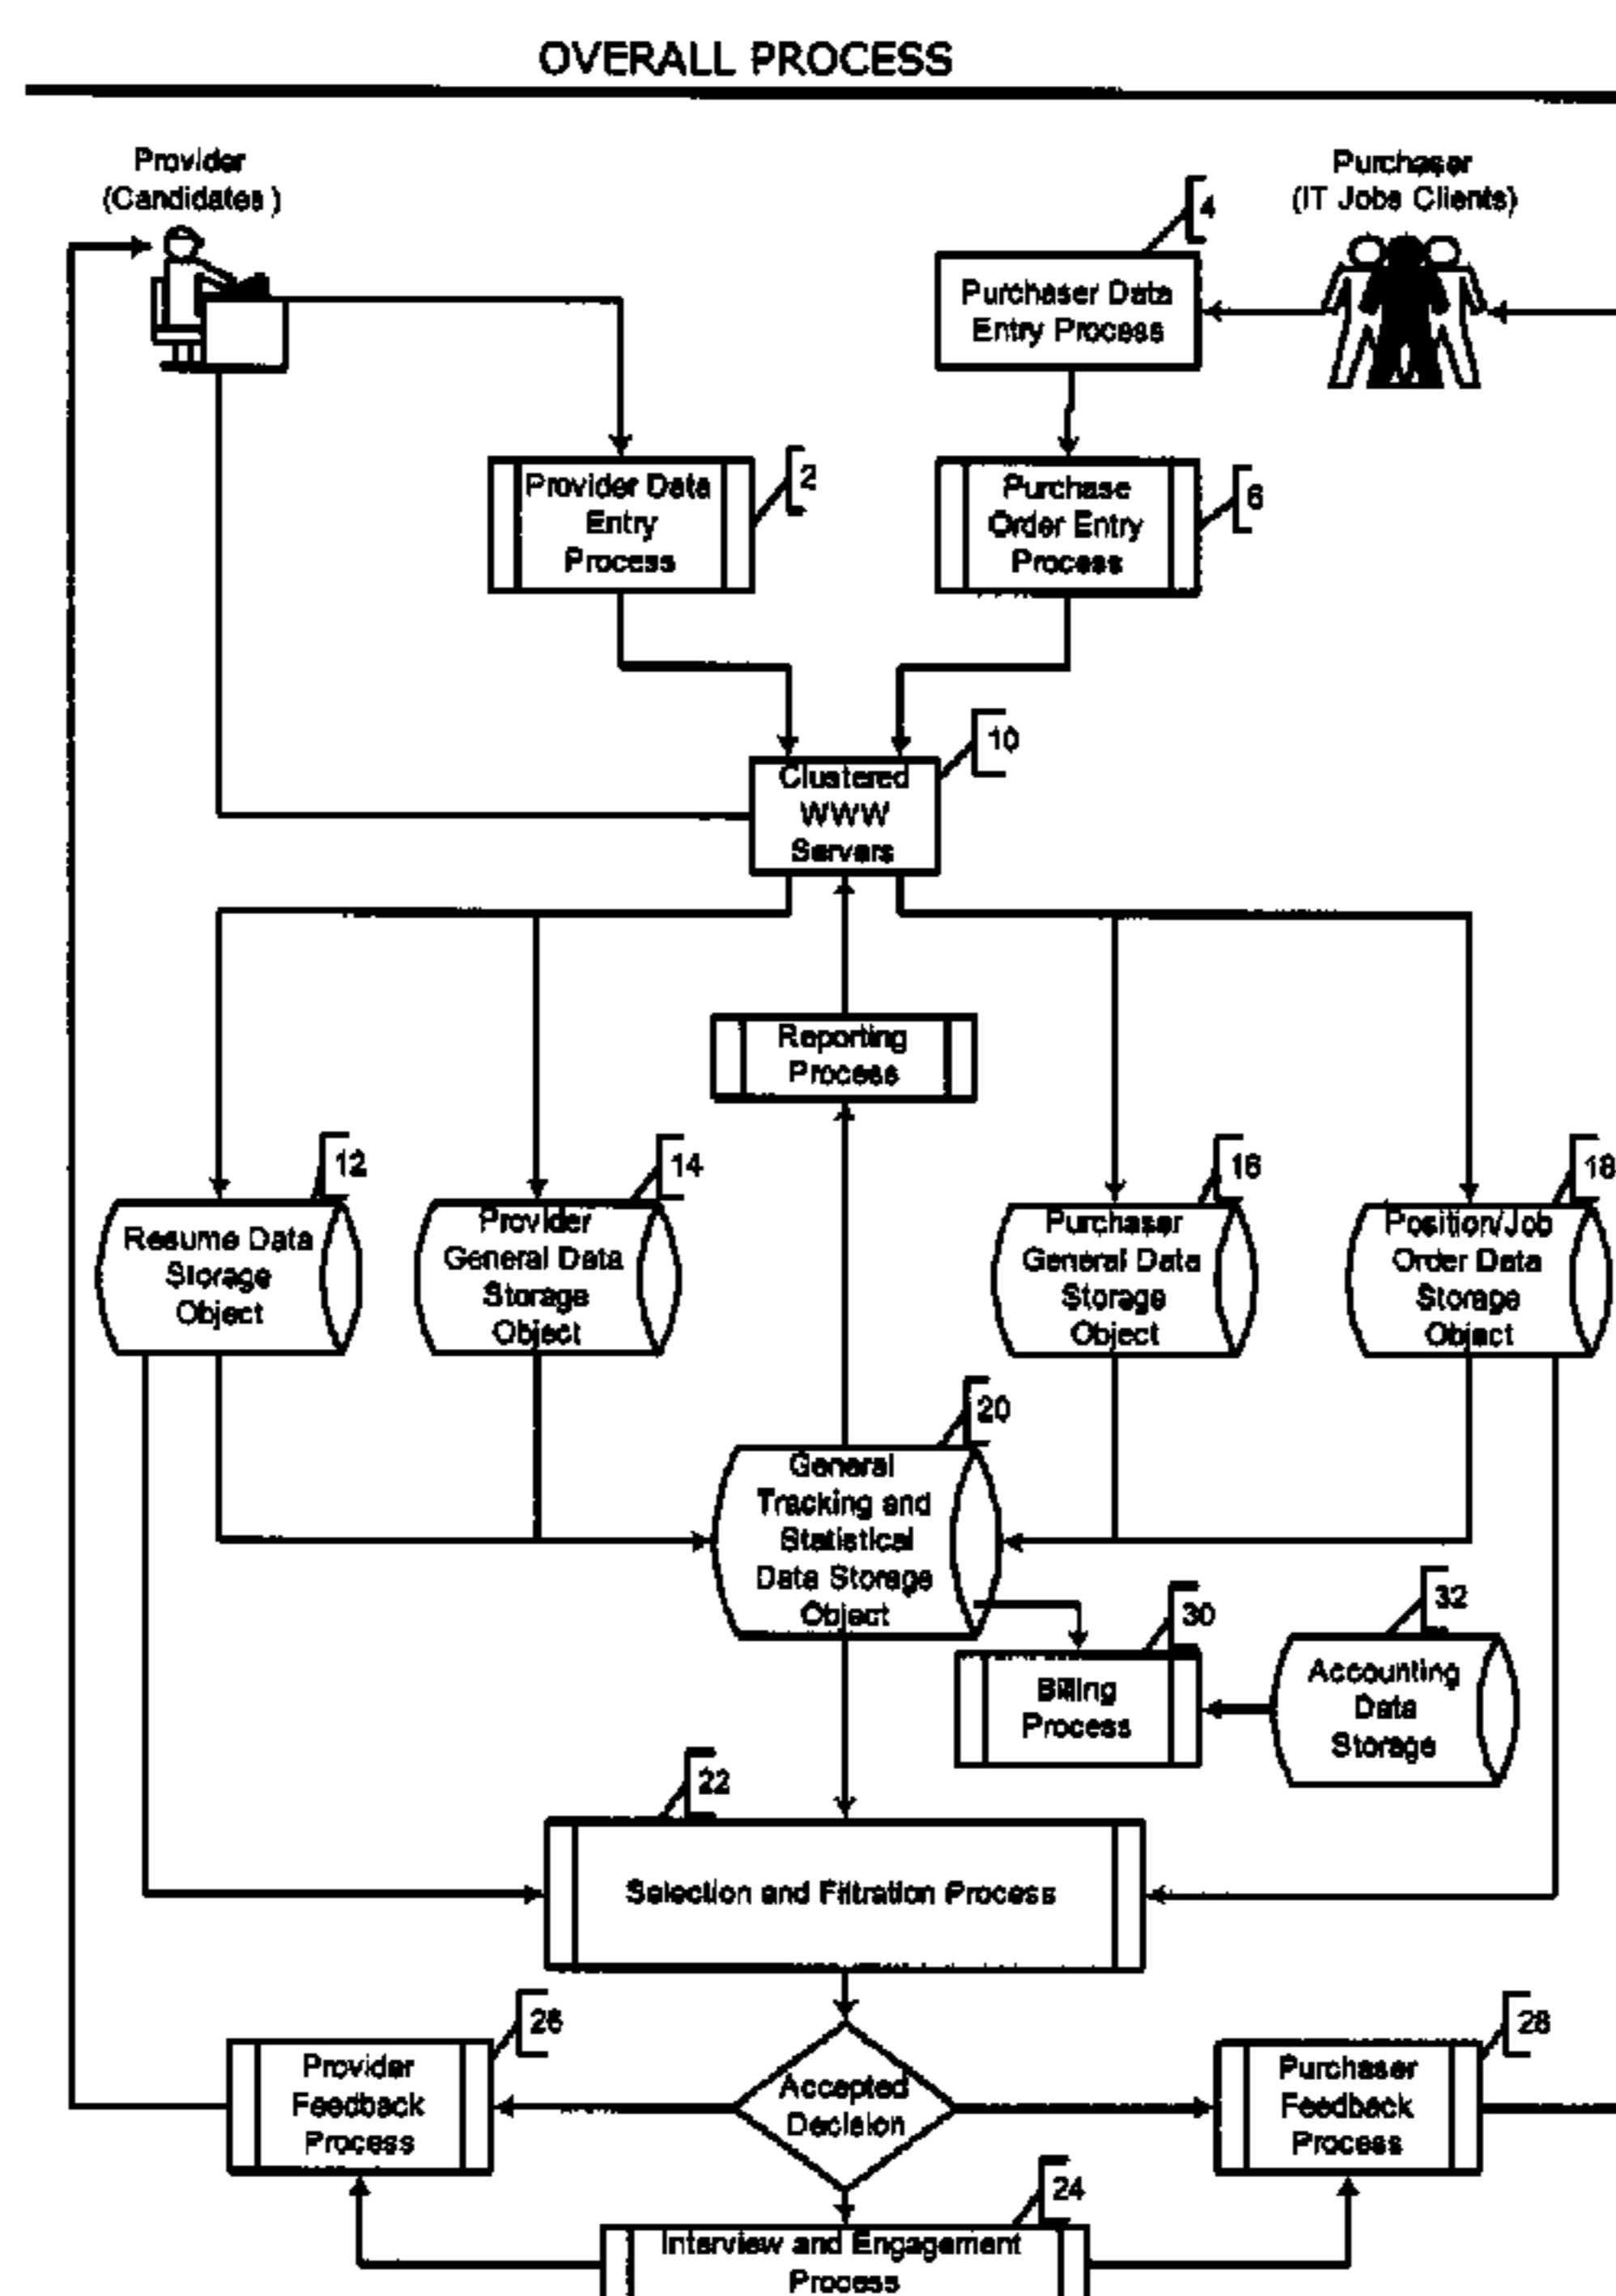 OVERALL PROCESS
Provider
(Candidates)
Purchaser
(IT Jobs Clients)
4
Purchaser Data
Entry Process
Provider Data
Entry
Process
2
Purchase
Order Entry
Process
6
10
Clustered
WWW
Servers
Reporting
Process
12
Resume Data
Storage
Object
14
Provider
General Data
Storage
Object
16
Purchaser
General Data
Storage
Object
18
Position/Job
Order Data
Storage
Object
20
General
Tracking and
Statistical
Data Storage
Object
30
Billing
Process
32
Accounting
Data
Storage
22
Selection and Filtration Process
26
Provider
Feedback
Process
Accepted
Decision
28
Purchaser
Feedback
Process
24
Interview and Engagement
Process